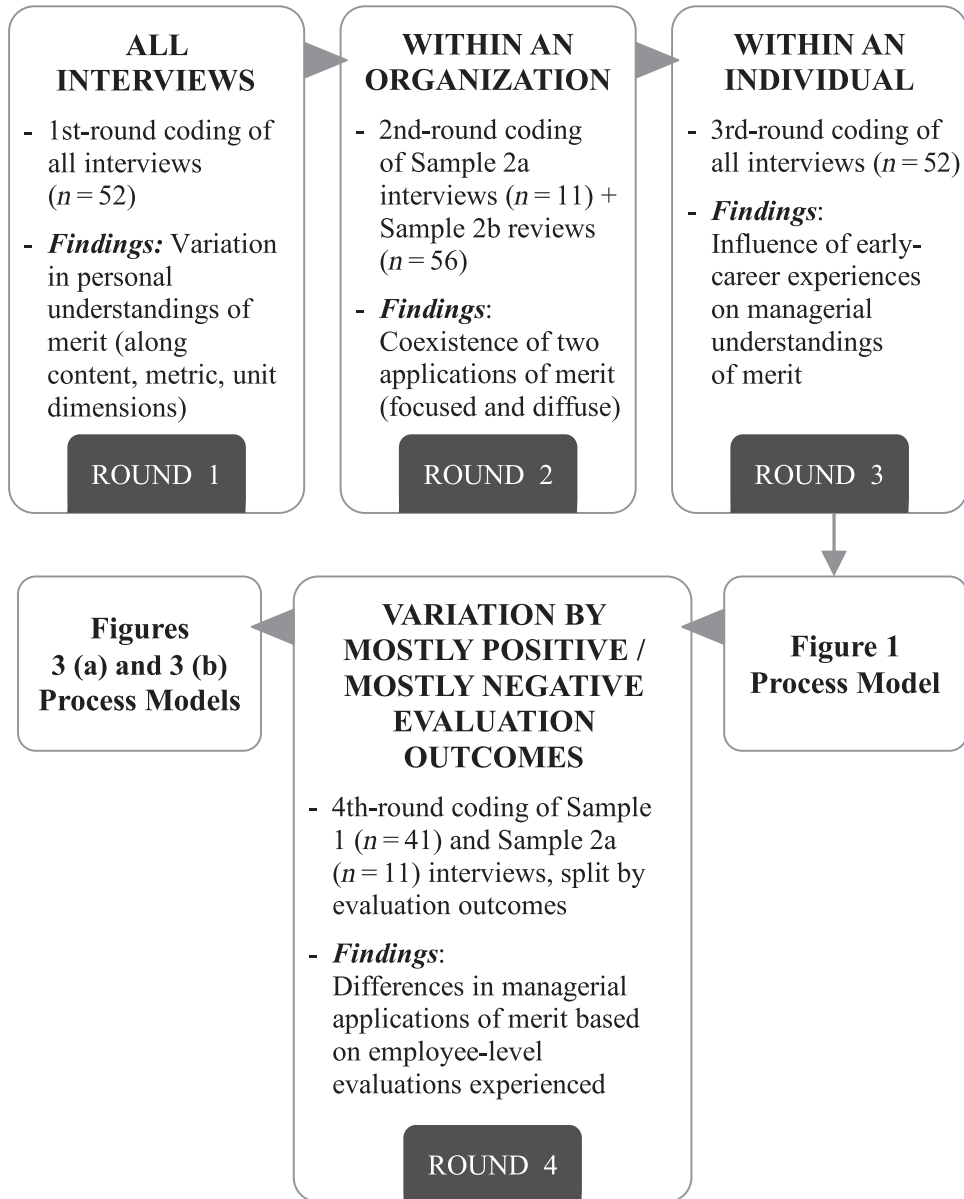 ALL
INTERVIEWS
- 1st-round coding of
all interviews
(n = 52)
- Findings: Variation
in personal
understandings of
merit (along
content, metric, unit
dimensions)
ROUND 1
WITHIN AN
ORGANIZATION
- 2nd-round coding
of Sample 2a
interviews (n = 11) +
Sample 2b reviews
(n = 56)
- Findings:
Coexistence of two
applications of merit
(focused and diffuse)
ROUND 2
WITHIN AN
INDIVIDUAL
- 3rd-round coding of
all interviews (n = 52)
- Findings:
Influence of early-
career experiences
on managerial
understandings
of merit
ROUND 3
Figure 1
Process Model
VARIATION BY
MOSTLY POSITIVE /
MOSTLY NEGATIVE
EVALUATION
OUTCOMES
- 4th-round coding of Sample
1 (n = 41) and Sample 2a
(n = 11) interviews, split by
evaluation outcomes
- Findings:
Differences in managerial
applications of merit based
on employee-level
evaluations experienced
ROUND 4
Figures
3 (a) and 3 (b)
Process Models